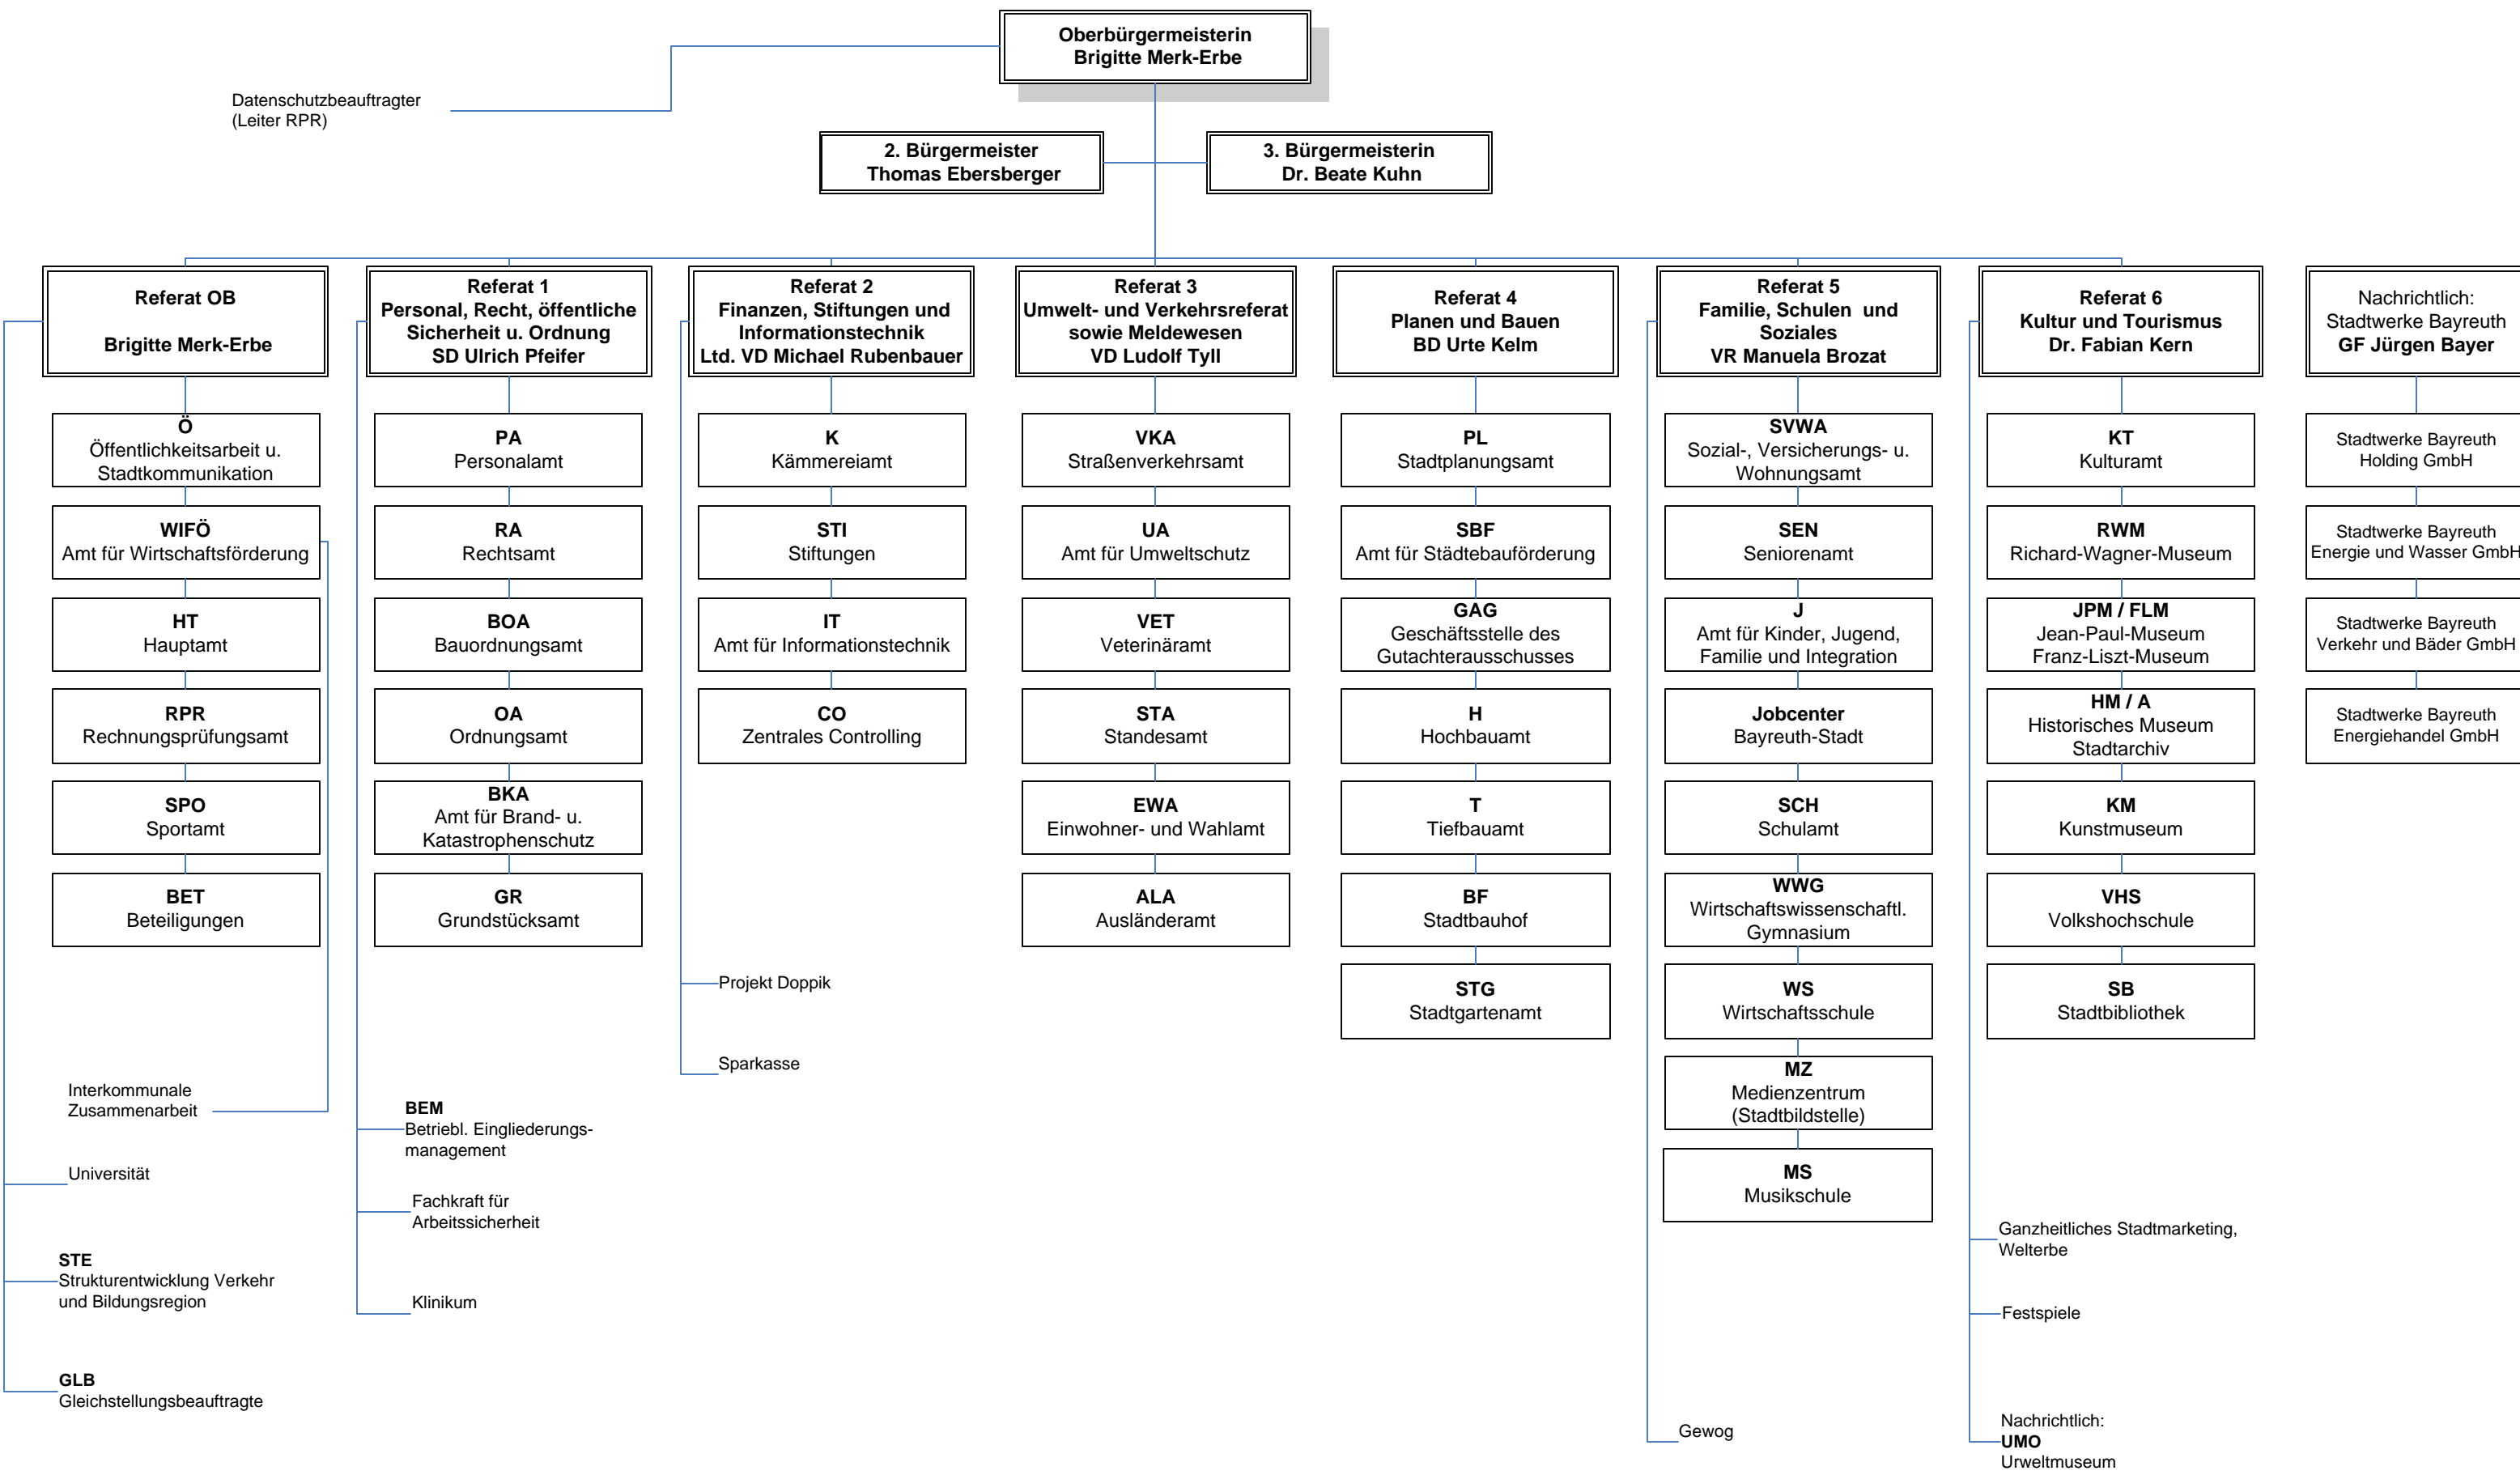 Oberbürgermeisterin
Brigitte Merk-Erbe
Datenschutzbeauftragter
(Leiter RPR)
2. Bürgermeister
Thomas Ebersberger
3. Bürgermeisterin
Dr. Beate Kuhn
Referat OB
Brigitte Merk-Erbe
Ö
Öffentlichkeitsarbeit u.
Stadtkommunikation
WIFÖ
Amt für Wirtschaftsförderung
HT
Hauptamt
RPR
Rechnungsprüfungsamt
SPO
Sportamt
BET
Beteiligungen
Interkommunale
Zusammenarbeit
Universität
STE
Strukturentwicklung Verkehr
und Bildungsregion
GLB
Gleichstellungsbeauftragte
Referat 1
Personal, Recht, öffentliche
Sicherheit u. Ordnung
SD Ulrich Pfeifer
PA
Personalamt
RA
Rechtsamt
BOA
Bauordnungsamt
OA
Ordnungsamt
BKA
Amt für Brand- u.
Katastrophenschutz
GR
Grundstücksamt
BEM
Betriebl. Eingliederungs-
management
Fachkraft für
Arbeitssicherheit
Klinikum
Referat 2
Finanzen, Stiftungen und
Informationstechnik
Ltd. VD Michael Rubenbauer
K
Kämmereiamt
STI
Stiftungen
IT
Amt für Informationstechnik
CO
Zentrales Controlling
Projekt Doppik
Sparkasse
Referat 3
Umwelt- und Verkehrsreferat
sowie Meldewesen
VD Ludolf Tyll
VKA
Straßenverkehrsamt
UA
Amt für Umweltschutz
VET
Veterinäramt
STA
Standesamt
EWA
Einwohner- und Wahlamt
ALA
Ausländeramt
Referat 4
Planen und Bauen
BD Urte Kelm
PL
Stadtplanungsamt
SBF
Amt für Städtebauförderung
GAG
Geschäftsstelle des
Gutachterausschusses
H
Hochbauamt
T
Tiefbauamt
BF
Stadtbauhof
STG
Stadtgartenamt
Referat 5
Familie, Schulen und
Soziales
VR Manuela Brozat
SVWA
Sozial-, Versicherungs- u.
Wohnungsamt
SEN
Seniorenamt
J
Amt für Kinder, Jugend,
Familie und Integration
Jobcenter
Bayreuth-Stadt
SCH
Schulamt
WWG
Wirtschaftswissenschaftl.
Gymnasium
WS
Wirtschaftsschule
MZ
Medienzentrum
(Stadtbildstelle)
MS
Musikschule
Gewog
Referat 6
Kultur und Tourismus
Dr. Fabian Kern
KT
Kulturamt
RWM
Richard-Wagner-Museum
JPM / FLM
Jean-Paul-Museum
Franz-Liszt-Museum
HM / A
Historisches Museum
Stadtarchiv
KM
Kunstmuseum
VHS
Volkshochschule
SB
Stadtbibliothek
Ganzheitliches Stadtmarketing,
Welterbe
Festspiele
Nachrichtlich:
UMO
Urweltmuseum
Nachrichtlich:
Stadtwerke Bayreuth
GF Jürgen Bayer
Stadtwerke Bayreuth
Holding GmbH
Stadtwerke Bayreuth
Energie und Wasser GmbH
Stadtwerke Bayreuth
Verkehr und Bäder GmbH
Stadtwerke Bayreuth
Energiehandel GmbH